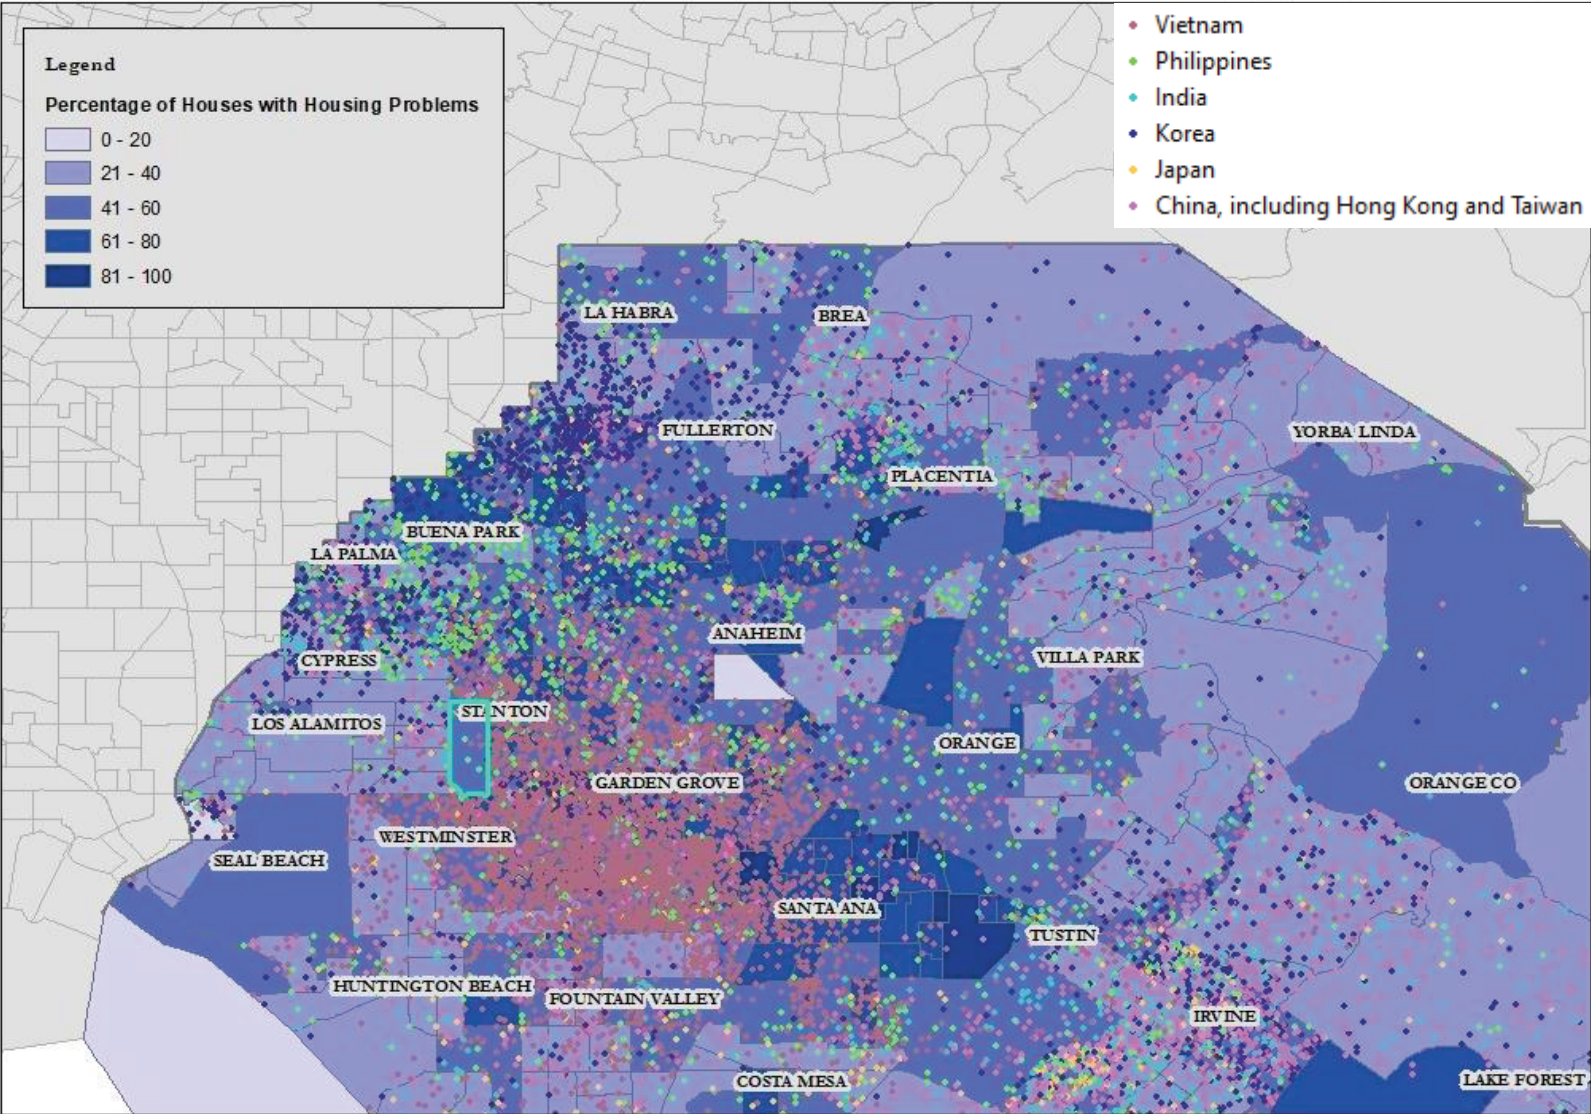 Legend
Percentage of Houses with Housing Problems
0 - 20
21 - 40
41 - 60
61 - 80
81 - 100
Vietnam
Philippines
India
Korea
Japan
China, including Hong Kong and Taiwan
LA HABRA
BREA
FULLERTON
YORBA LINDA
PLACENTIA
BUENA PARK
LA PALMA
ANAHEIM
CYPRESS
VILLA PARK
STANTON
LOS ALAMITOS
ORANGE
GARDEN GROVE
ORANGE CO
WESTMINSTER
SEAL BEACH
SANTA ANA
TUSTIN
HUNTINGTON BEACH
FOUNTAIN VALLEY
IRVINE
COSTA MESA
LAKE FOREST